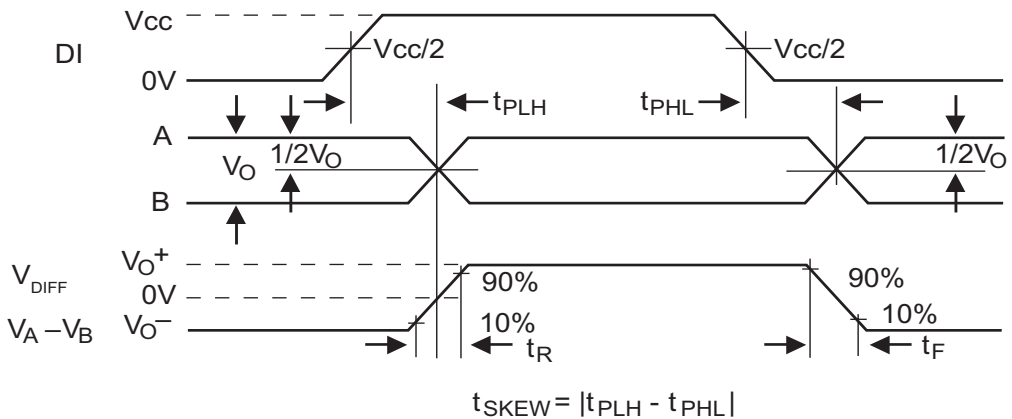 Vcc
DI
Vcc/2
Vcc/2
0V
tPLH
tPHL
A
VO
1/2VO
1/2VO
B
VO+
VDIFF
90%
90%
0V
VA –VB
VO–
10%
10%
tR
tF
tSKEW = |tPLH - tPHL|